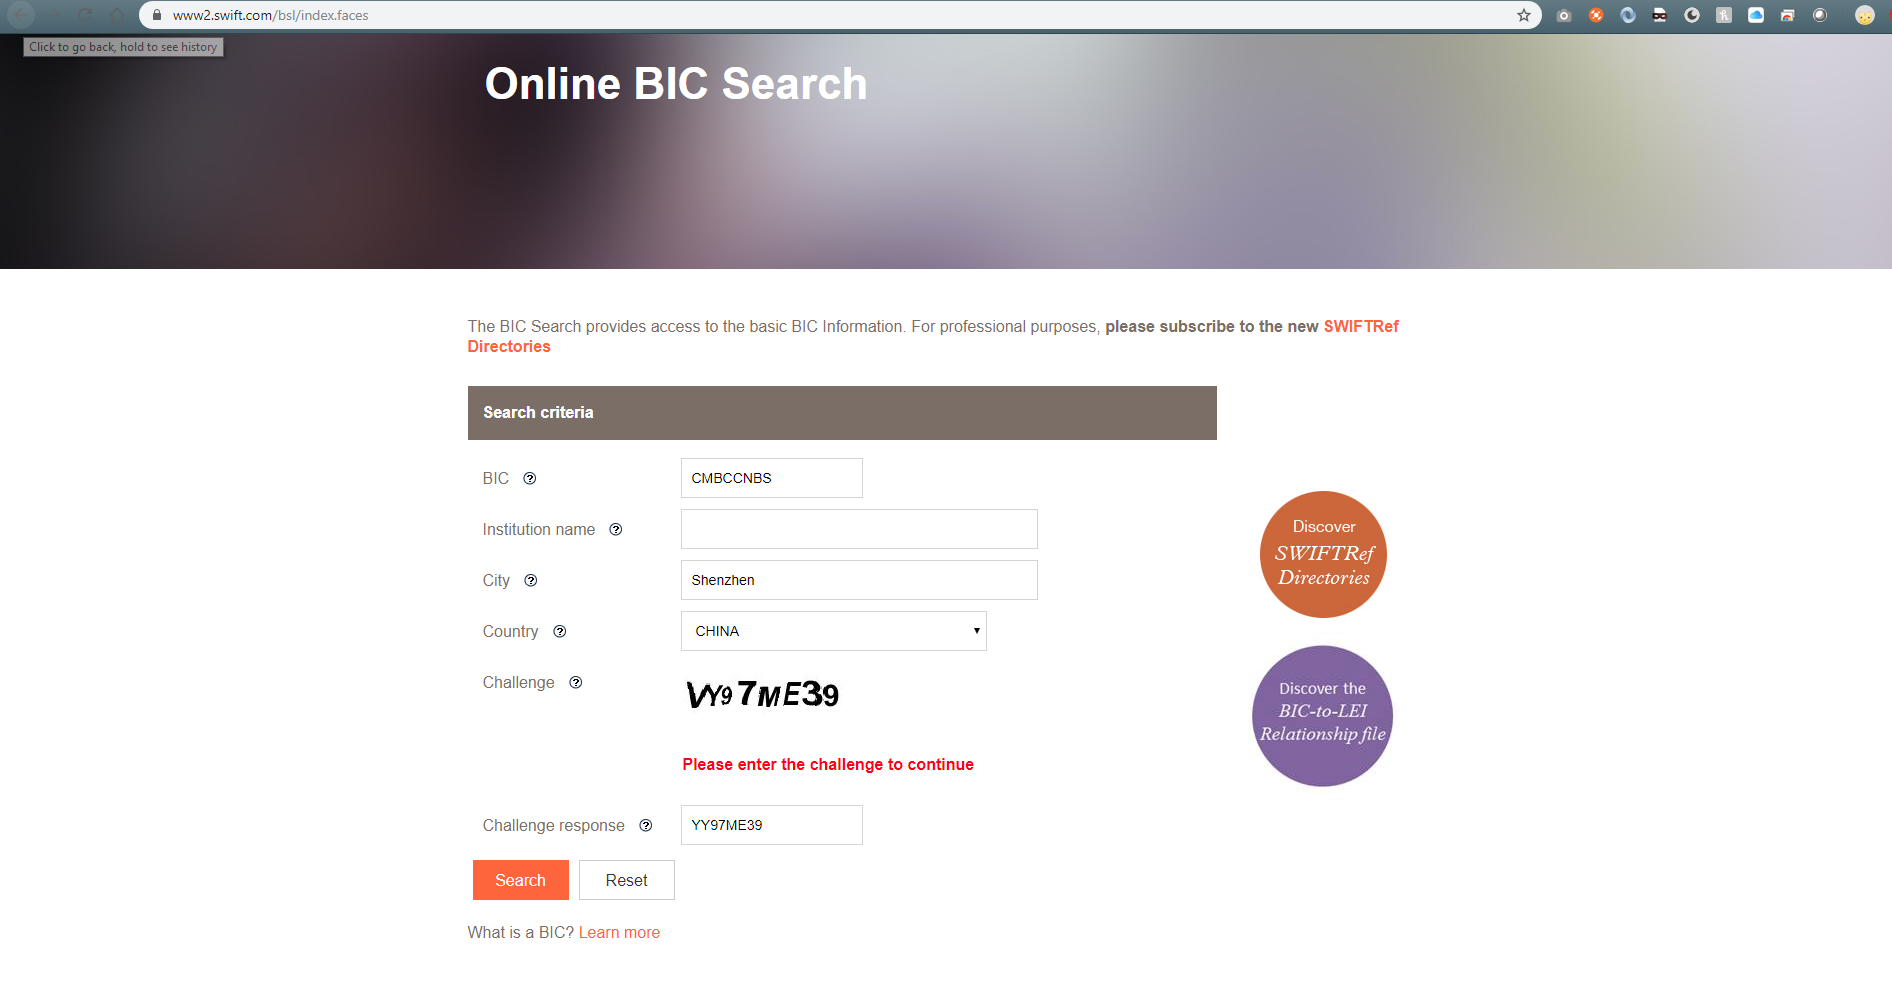 www2.swift.com/bsl/index.faces
Click to go back, hold to see history
Online BIC Search
The BIC Search provides access to the basic BIC Information. For professional purposes, please subscribe to the new SWIFTRef
Directories
Search criteria
BIC ? CMBCCNBS
Institution name ?
City ? Shenzhen
Country ? CHINA
Challenge ? VY97ME39
Please enter the challenge to continue
Challenge response ? YY97ME39
Search Reset
What is a BIC? Learn more
Discover
SWIFTRef
Directories
Discover the
BIC-to-LEI
Relationship file